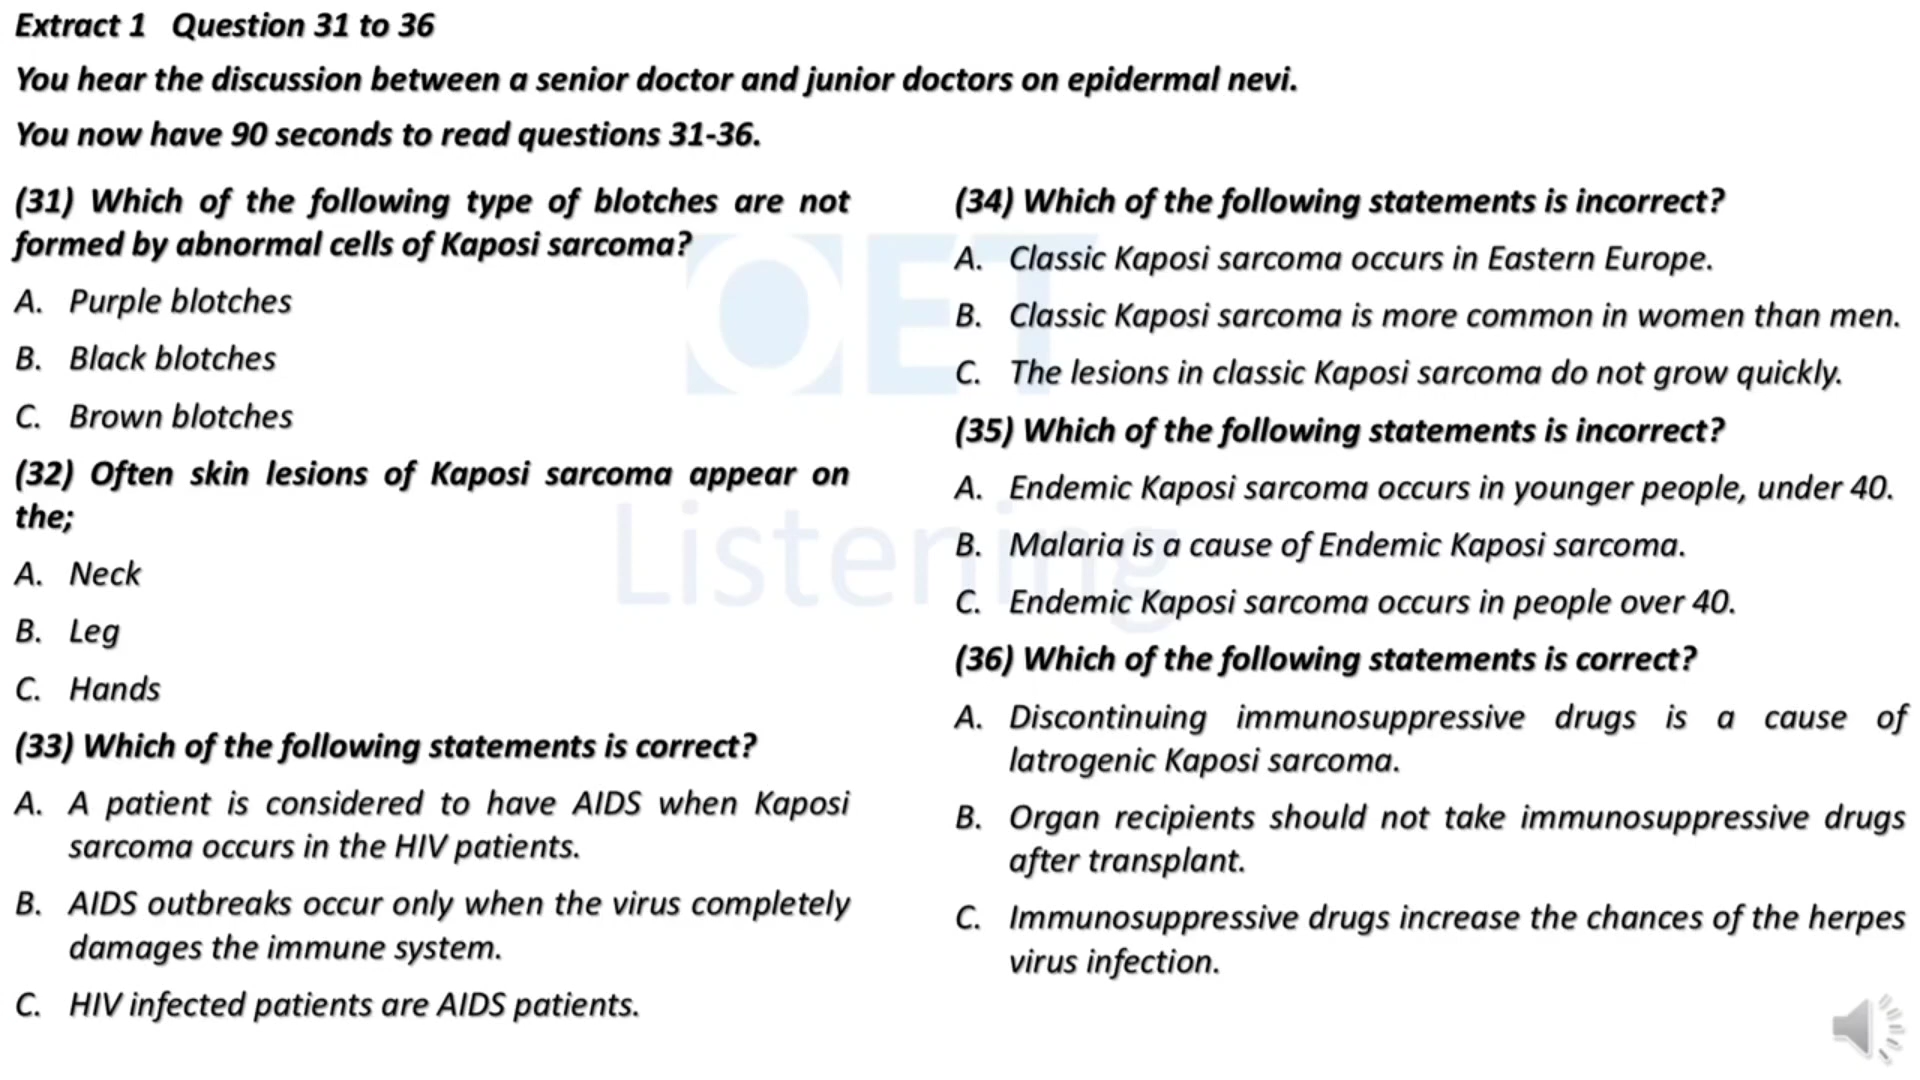 Extract 1 Question 31 to 36
You hear the discussion between a senior doctor and junior doctors on epidermal nevi.
You now have 90 seconds to read questions 31-36.
(31) Which of the following type of blotches are not
formed by abnormal cells of Kaposi sarcoma?
A. Purple blotches
B. Black blotches
C. Brown blotches
(32) Often skin lesions of Kaposi sarcoma appear on
the;
A. Neck
B. Leg
C. Hands
(33) Which of the following statements is correct?
A. A patient is considered to have AIDS when Kaposi
sarcoma occurs in the HIV patients.
B. AIDS outbreaks occur only when the virus completely
damages the immune system.
C. HIV infected patients are AIDS patients.
(34) Which of the following statements is incorrect?
A. Classic Kaposi sarcoma occurs in Eastern Europe.
B. Classic Kaposi sarcoma is more common in women than men.
C. The lesions in classic Kaposi sarcoma do not grow quickly.
(35) Which of the following statements is incorrect?
A. Endemic Kaposi sarcoma occurs in younger people, under 40.
B. Malaria is a cause of Endemic Kaposi sarcoma.
C. Endemic Kaposi sarcoma occurs in people over 40.
(36) Which of the following statements is correct?
A. Discontinuing immunosuppressive drugs is a cause of
Iatrogenic Kaposi sarcoma.
B. Organ recipients should not take immunosuppressive drugs
after transplant.
C. Immunosuppressive drugs increase the chances of the herpes
virus infection.
OET
Listening